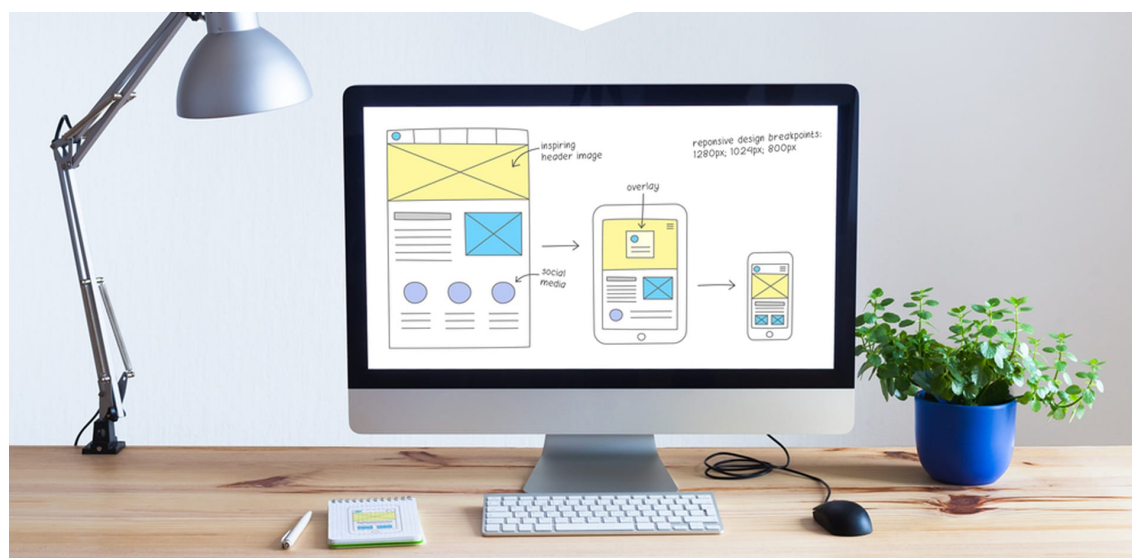 inspiring
header image
reponsive design breakpoints:
1280px; 1024px; 800px
overlay
social
media